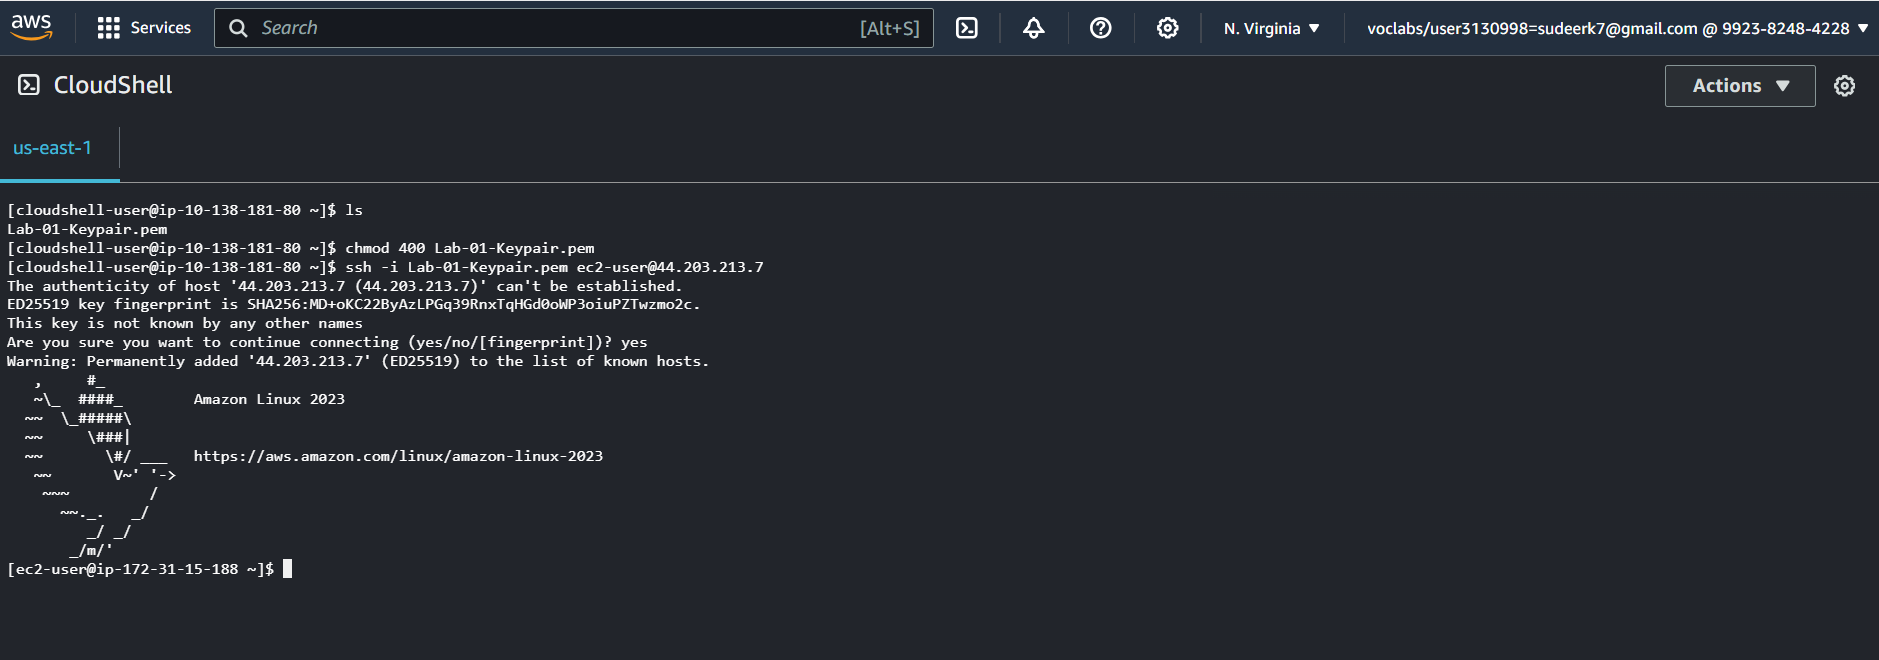 aws Services Search [Alt+S] N. Virginia ▼ voclabs/user3130998=sudeerk7@gmail.com @ 9923-8248-4228 ▼
CloudShell Actions ▼
us-east-1
[cloudshell-user@ip-10-138-181-80 ~]$ ls
Lab-01-Keypair.pem
[cloudshell-user@ip-10-138-181-80 ~]$ chmod 400 Lab-01-Keypair.pem
[cloudshell-user@ip-10-138-181-80 ~]$ ssh -i Lab-01-Keypair.pem ec2-user@44.203.213.7
The authenticity of host '44.203.213.7 (44.203.213.7)' can't be established.
ED25519 key fingerprint is SHA256:MD+oKC22ByAzLPGq39RnxTqHGd0oWP3oiuPZTwzmo2c.
This key is not known by any other names
Are you sure you want to continue connecting (yes/no/[fingerprint])? yes
Warning: Permanently added '44.203.213.7' (ED25519) to the list of known hosts.
   ,     #_
   ~\_  ####_        Amazon Linux 2023
  ~~  \_#####\
  ~~     \###|
  ~~       \#/ ___   https://aws.amazon.com/linux/amazon-linux-2023
   ~~       V~' '->
    ~~~         /
      ~~._.   _/
         _/ _/
       _/m/'
[ec2-user@ip-172-31-15-188 ~]$